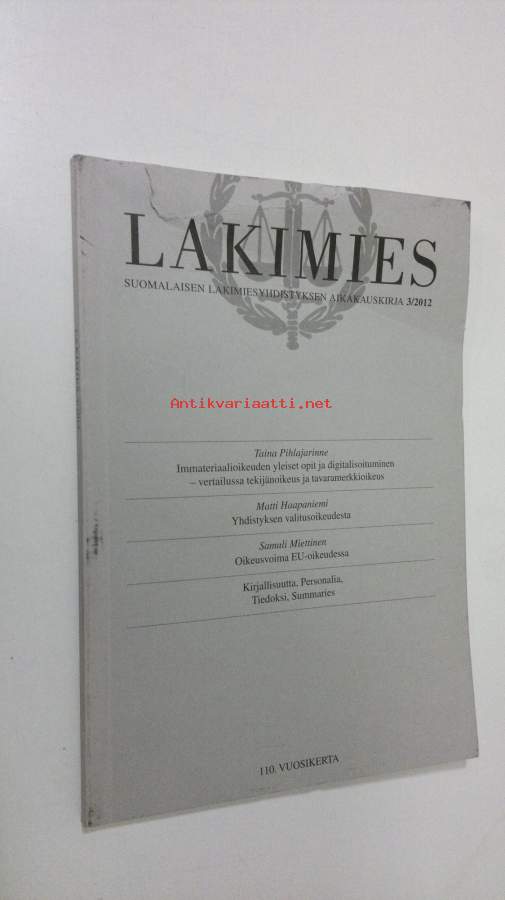 LAKIMIES
SUOMALAISEN LAKIMIESYHDISTYKSEN AIKAKAUSKIRJA 3/2012
Antikvariaatti.net
Taina Pihlajarinne
Immateriaalioikeuden yleiset opit ja digitalisoituminen
– vertailussa tekijänoikeus ja tavaramerkkioikeus
Matti Haapaniemi
Yhdistyksen valitusoikeudesta
Samuli Miettinen
Oikeusvoima EU-oikeudessa
Kirjallisuutta, Personalia,
Tiedoksi, Summaries
110. VUOSIKERTA